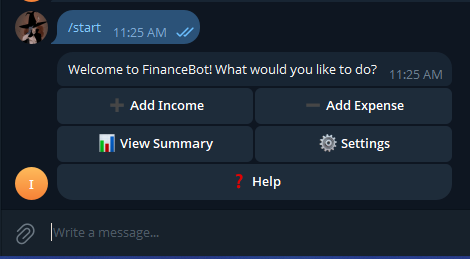 /start 11:25 AM
Welcome to FinanceBot! What would you like to do? 11:25 AM
➕ Add Income
➖ Add Expense
📊 View Summary
⚙️ Settings
❓ Help
I
Write a message...